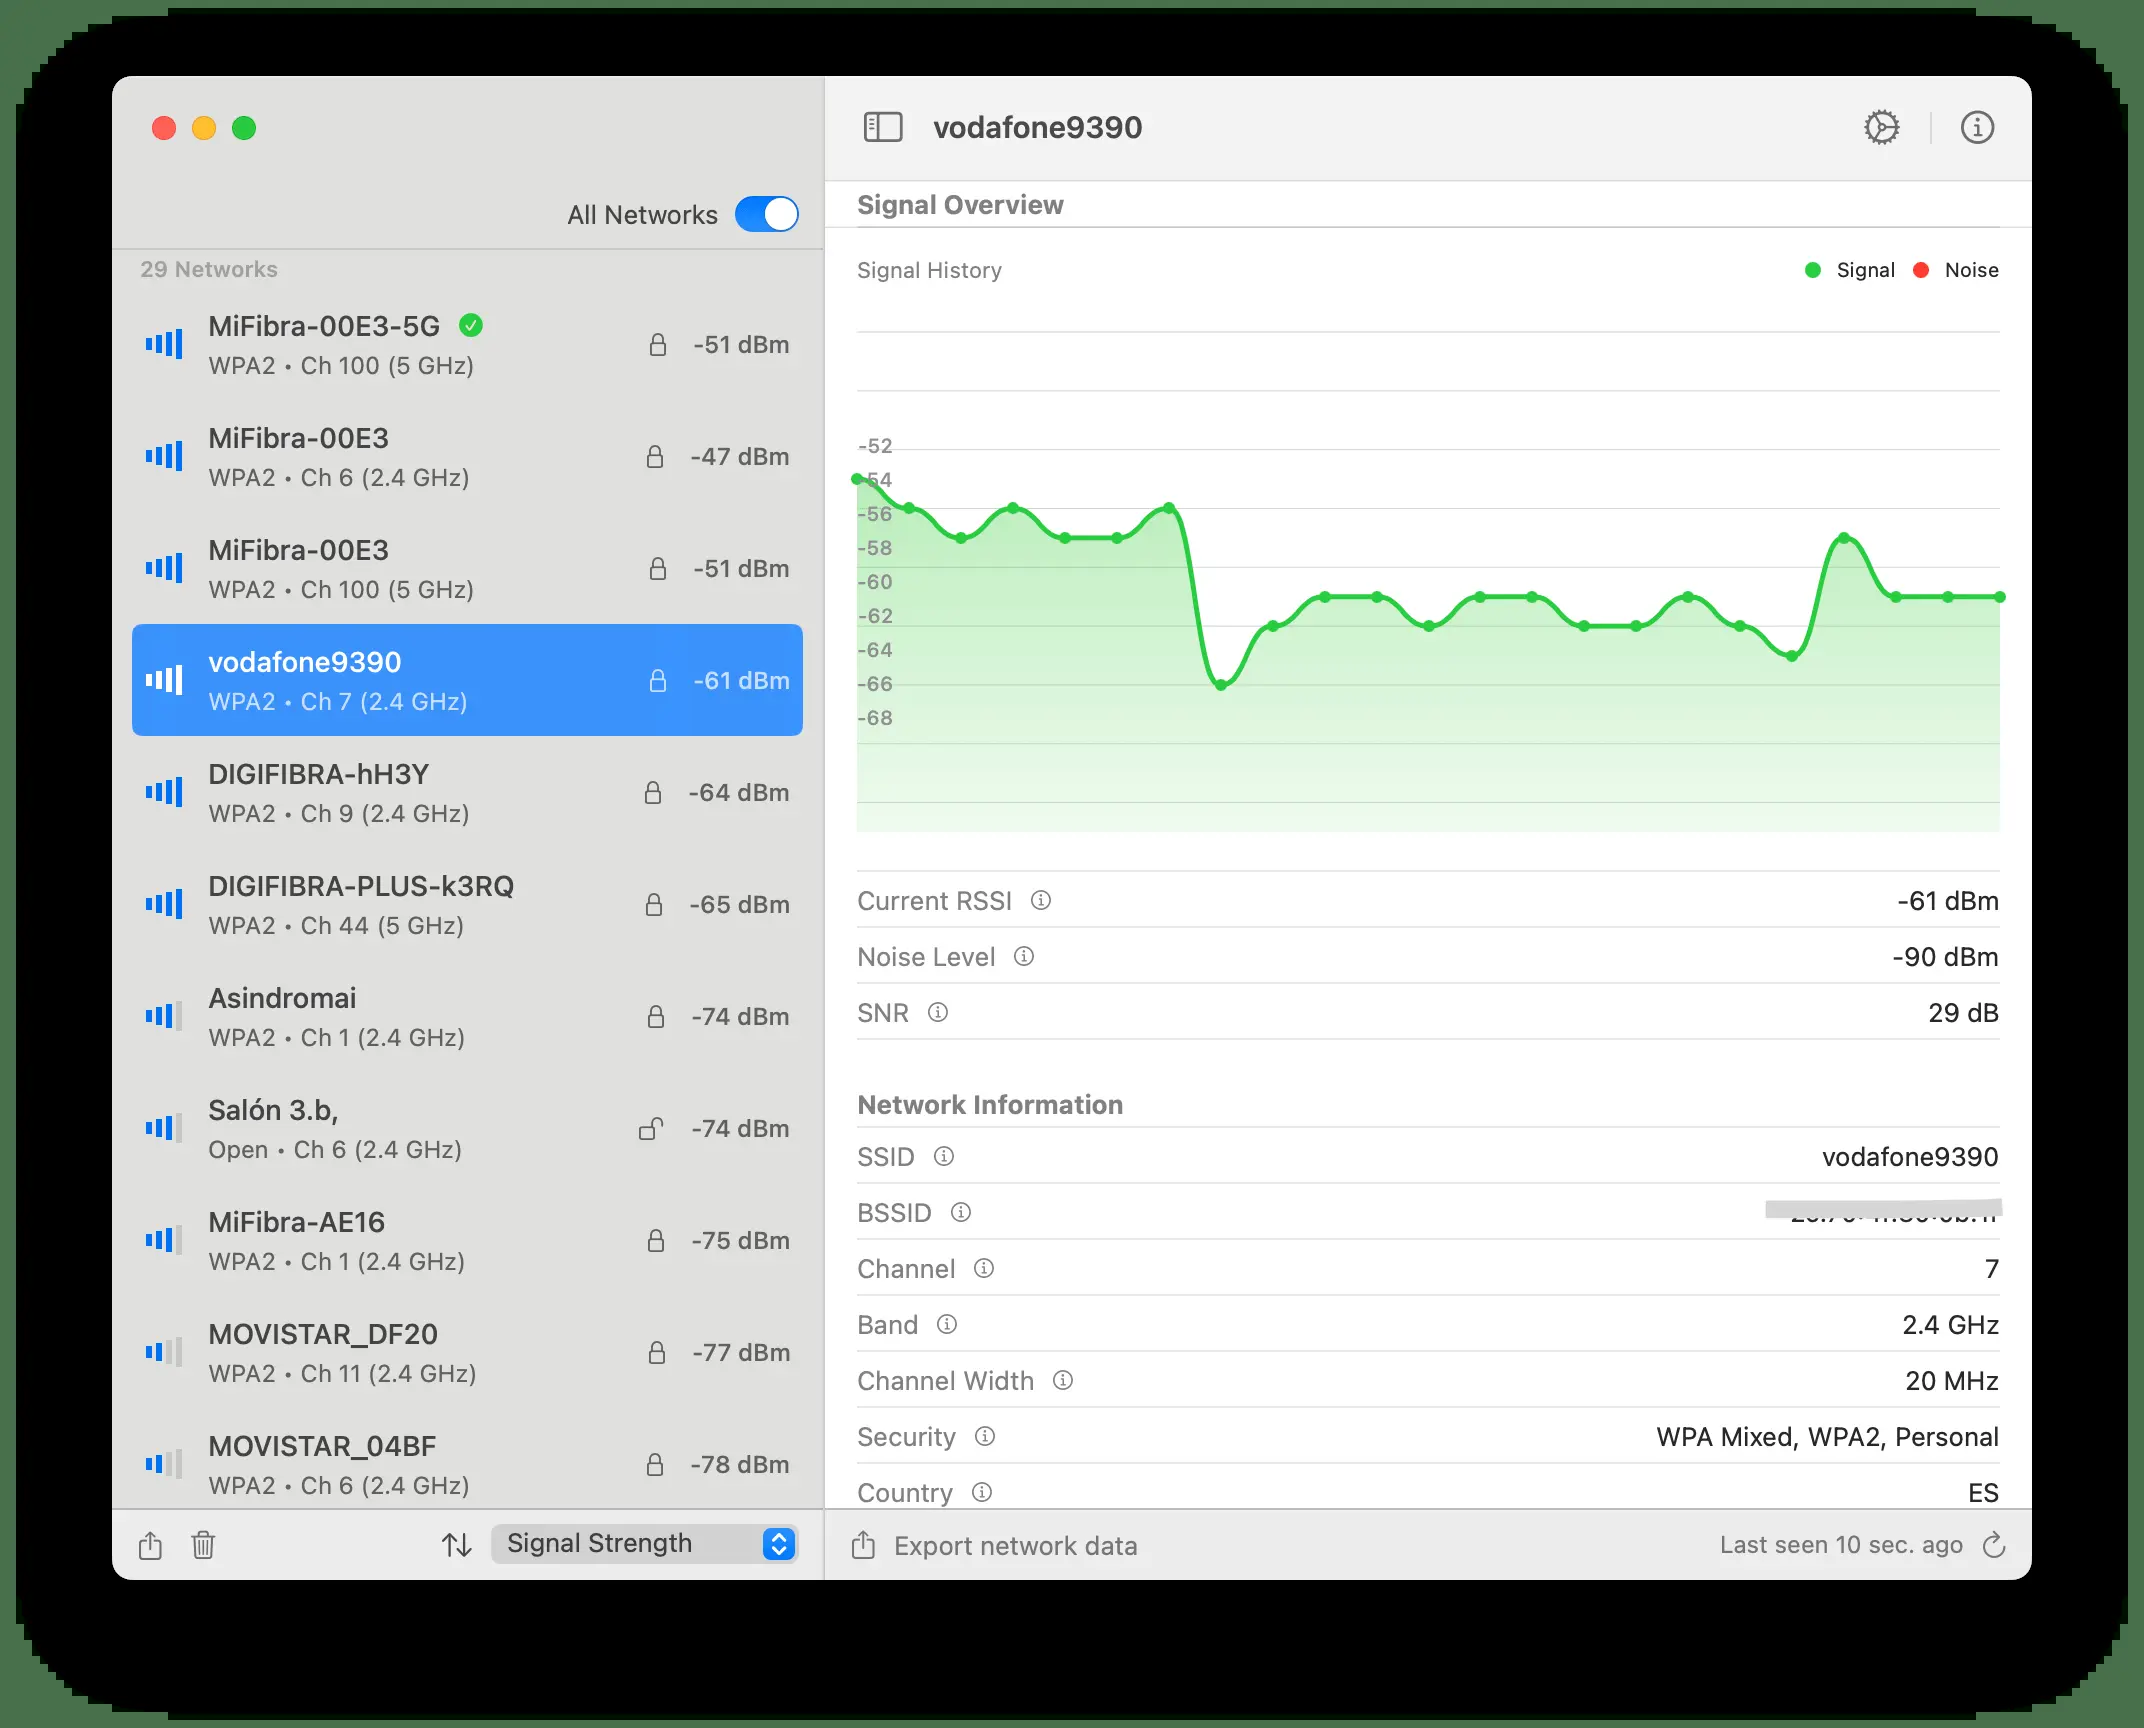 All Networks
29 Networks
MiFibra-00E3-5G
WPA2 • Ch 100 (5 GHz)
-51 dBm
MiFibra-00E3
WPA2 • Ch 6 (2.4 GHz)
-47 dBm
MiFibra-00E3
WPA2 • Ch 100 (5 GHz)
-51 dBm
vodafone9390
WPA2 • Ch 7 (2.4 GHz)
-61 dBm
DIGIFIBRA-hH3Y
WPA2 • Ch 9 (2.4 GHz)
-64 dBm
DIGIFIBRA-PLUS-k3RQ
WPA2 • Ch 44 (5 GHz)
-65 dBm
Asindromai
WPA2 • Ch 1 (2.4 GHz)
-74 dBm
Salón 3.b,
Open • Ch 6 (2.4 GHz)
-74 dBm
MiFibra-AE16
WPA2 • Ch 1 (2.4 GHz)
-75 dBm
MOVISTAR_DF20
WPA2 • Ch 11 (2.4 GHz)
-77 dBm
MOVISTAR_04BF
WPA2 • Ch 6 (2.4 GHz)
-78 dBm
Signal Strength
vodafone9390
Signal Overview
Signal History
Signal
Noise
-52
-54
-56
-58
-60
-62
-64
-66
-68
Current RSSI
-61 dBm
Noise Level
-90 dBm
SNR
29 dB
Network Information
SSID
vodafone9390
BSSID
Channel
7
Band
2.4 GHz
Channel Width
20 MHz
Security
WPA Mixed, WPA2, Personal
Country
ES
Export network data
Last seen 10 sec. ago